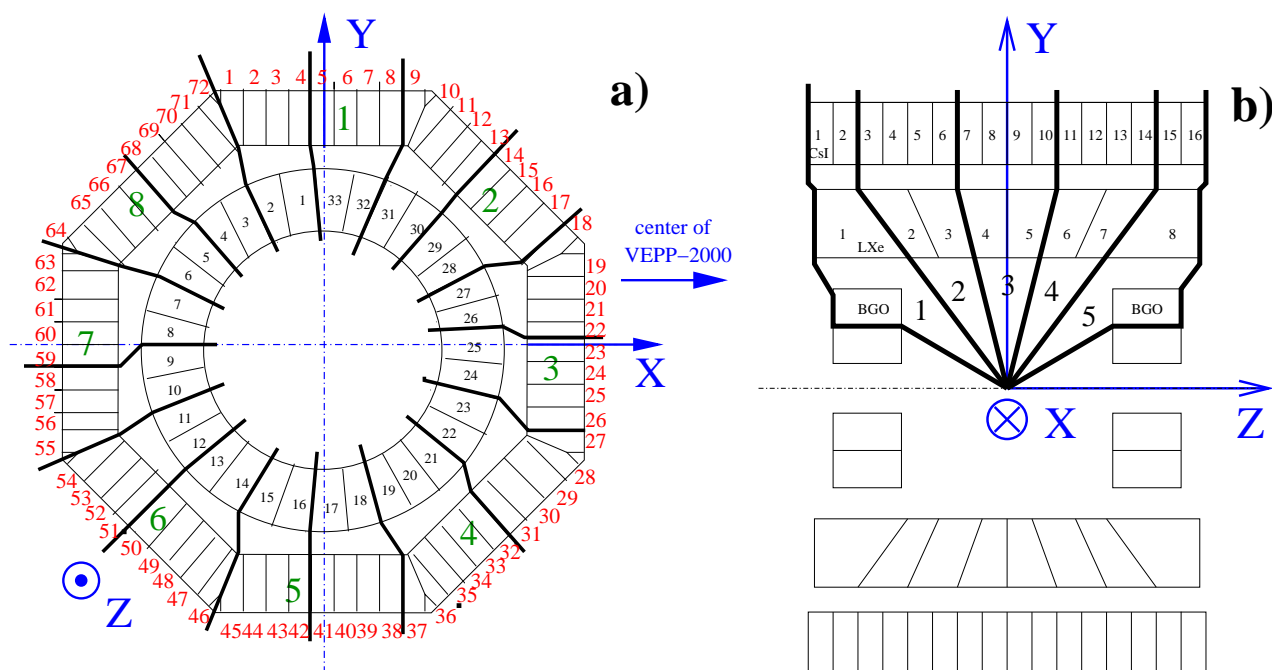 Y
a)
1 2 3 4 5 6 7 8 9
10 11 12 13 14 15 16 17 18
19 20 21 22 23 24 25 26 27
28 29 30 31 32 33 34 35 36
45 44 43 42 41 40 39 38 37
46 47 48 49 50 51 52 53 54
55 56 57 58 59 60 61 62 63
64 65 66 67 68 69 70 71 72
1 2 3 4 5 6 7 8
1 2 3 4 5 6 7 8 9 10 11 12 13 14 15 16 17 18 19 20 21 22 23 24 25 26 27 28 29 30 31 32 33
X
Z
center of
VEPP−2000
Y
b)
1 2 3 4 5 6 7 8 9 10 11 12 13 14 15 16
CsI
1 2 3 4 5 6 7 8
LXe
1 2 3 4 5
BGO BGO
X Z